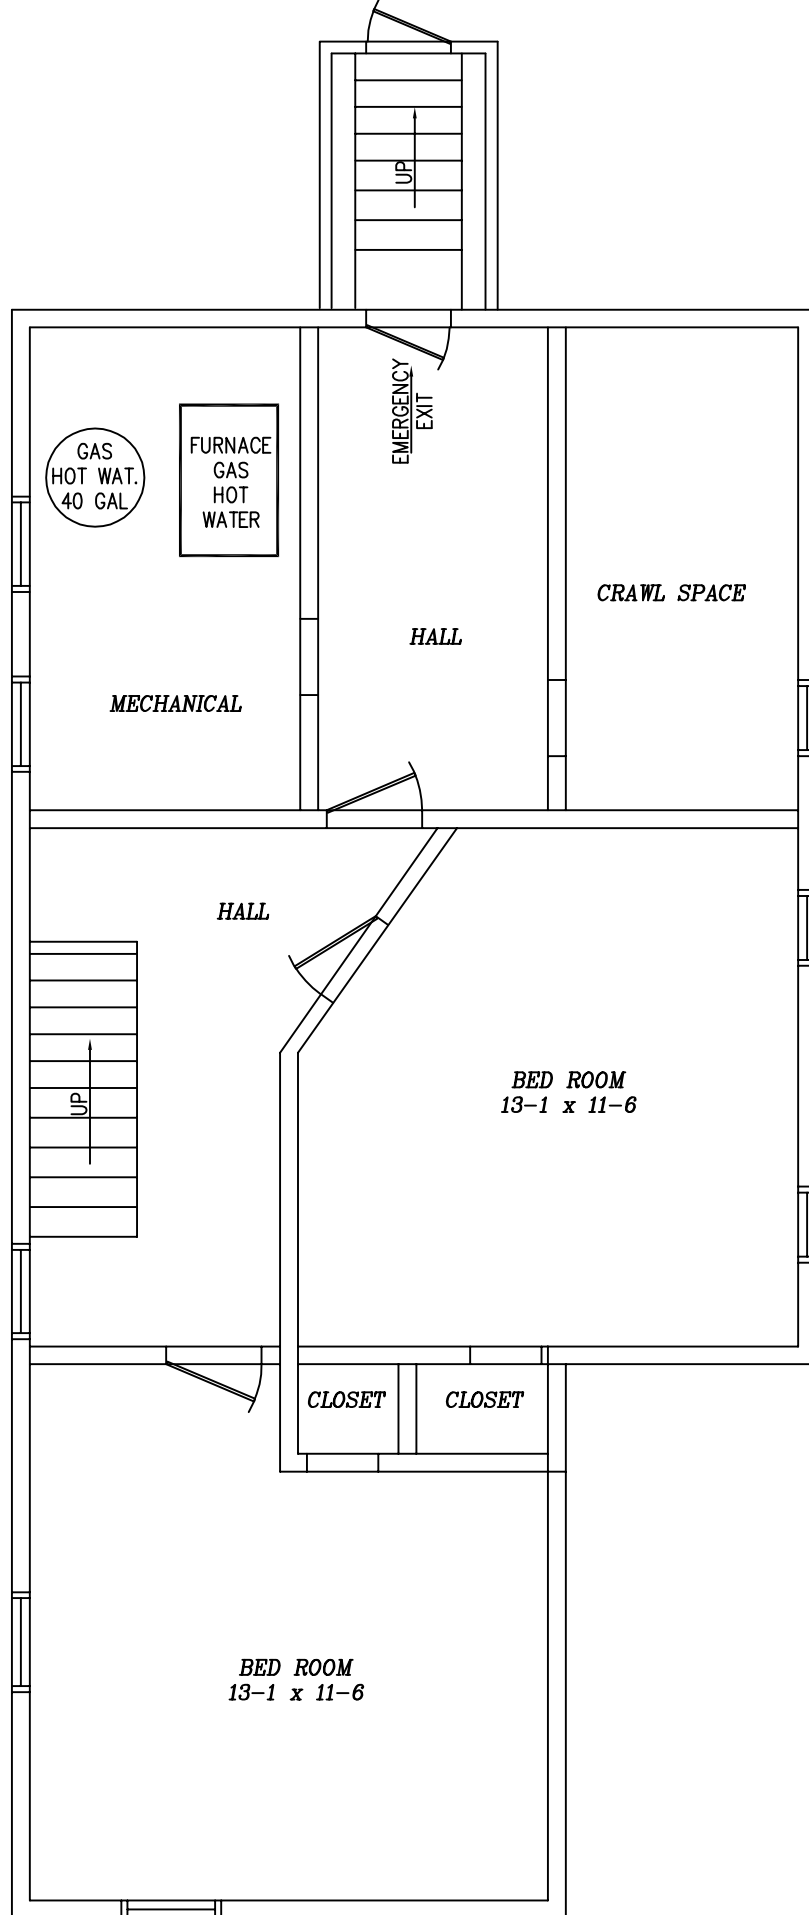 UP
EMERGENCY
EXIT
GAS
HOT WAT.
40 GAL
FURNACE
GAS
HOT
WATER
CRAWL SPACE
HALL
MECHANICAL
HALL
BED ROOM
13-1 x 11-6
UP
CLOSET
CLOSET
BED ROOM
13-1 x 11-6